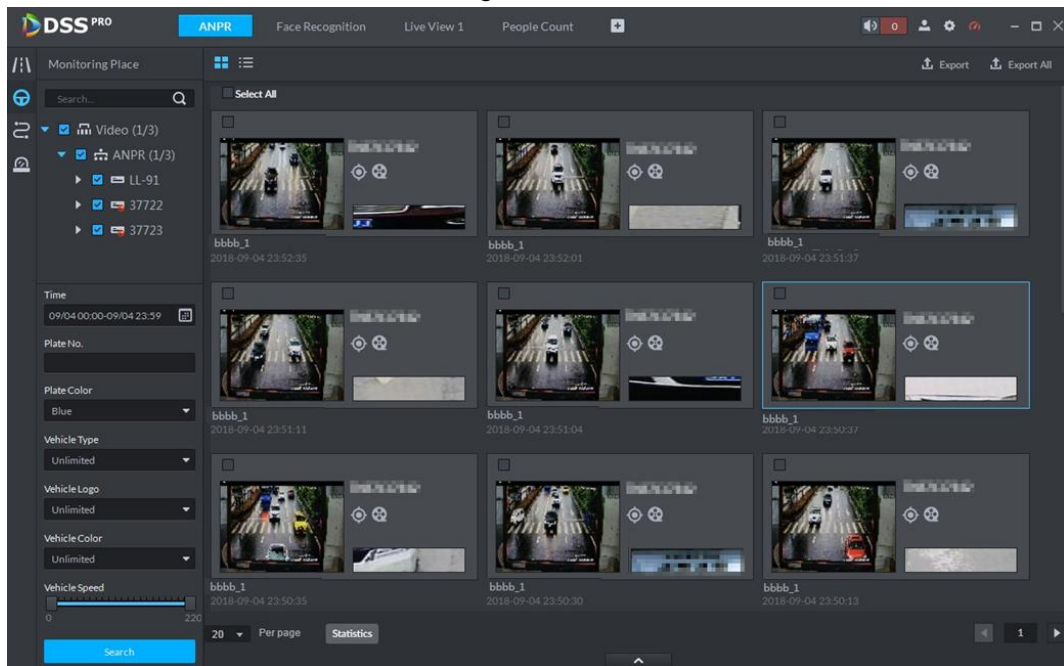 DSS PRO
ANPR
Face Recognition
Live View 1
People Count
0
Monitoring Place
Export
Export All
Search...
Select All
Video (1/3)
ANPR (1/3)
LL-91
37722
37723
bbbb_1
2018-09-04 23:52:35
bbbb_1
2018-09-04 23:52:01
bbbb_1
2018-09-04 23:51:37
Time
09/04 00:00-09/04 23:59
Plate No.
Plate Color
Blue
Vehicle Type
Unlimited
Vehicle Logo
Unlimited
Vehicle Color
Unlimited
Vehicle Speed
0
220
Search
bbbb_1
2018-09-04 23:51:11
bbbb_1
2018-09-04 23:51:04
bbbb_1
2018-09-04 23:50:37
bbbb_1
2018-09-04 23:50:35
bbbb_1
2018-09-04 23:50:30
bbbb_1
2018-09-04 23:50:13
20
Per page
Statistics
1